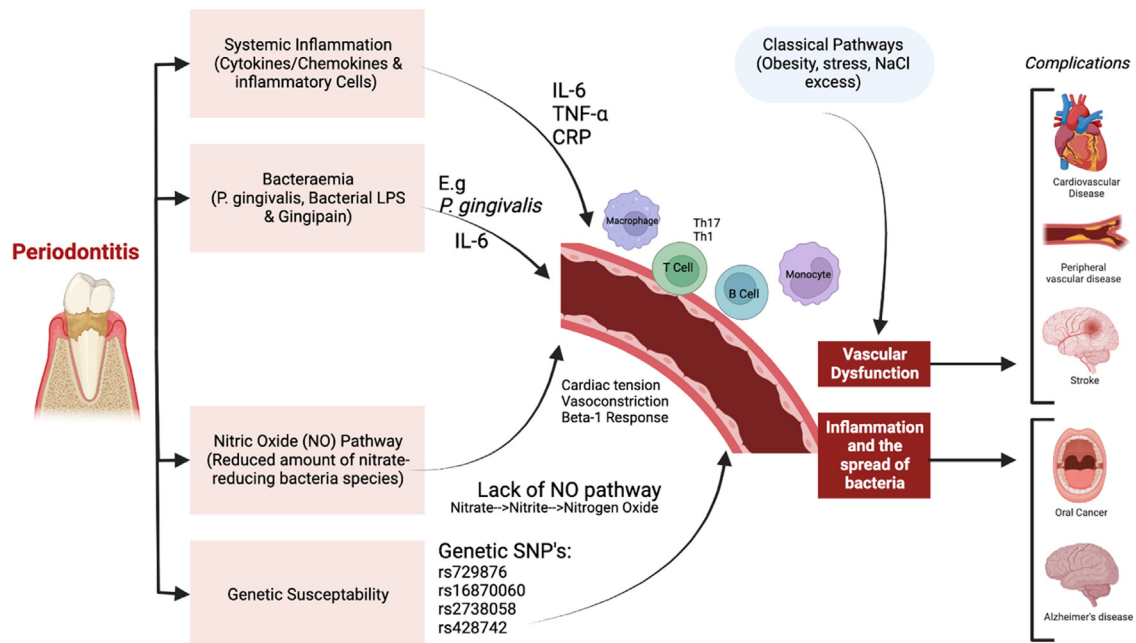 Periodontitis
Systemic Inflammation
(Cytokines/Chemokines &
inflammatory Cells)
Bacteraemia
(P. gingivalis, Bacterial LPS
& Gingipain)
Nitric Oxide (NO) Pathway
(Reduced amount of nitrate-
reducing bacteria species)
Genetic Susceptability
IL-6
TNF-α
CRP
E.g
P. gingivalis
IL-6
Macrophage
Th17
Th1
T Cell
B Cell
Monocyte
Cardiac tension
Vasoconstriction
Beta-1 Response
Lack of NO pathway
Nitrate-->Nitrite-->Nitrogen Oxide
Genetic SNP's:
rs729876
rs16870060
rs2738058
rs428742
Classical Pathways
(Obesity, stress, NaCl
excess)
Vascular
Dysfunction
Inflammation
and the
spread of
bacteria
Complications
Cardiovascular
Disease
Peripheral
vascular disease
Stroke
Oral Cancer
Alzheimer's disease